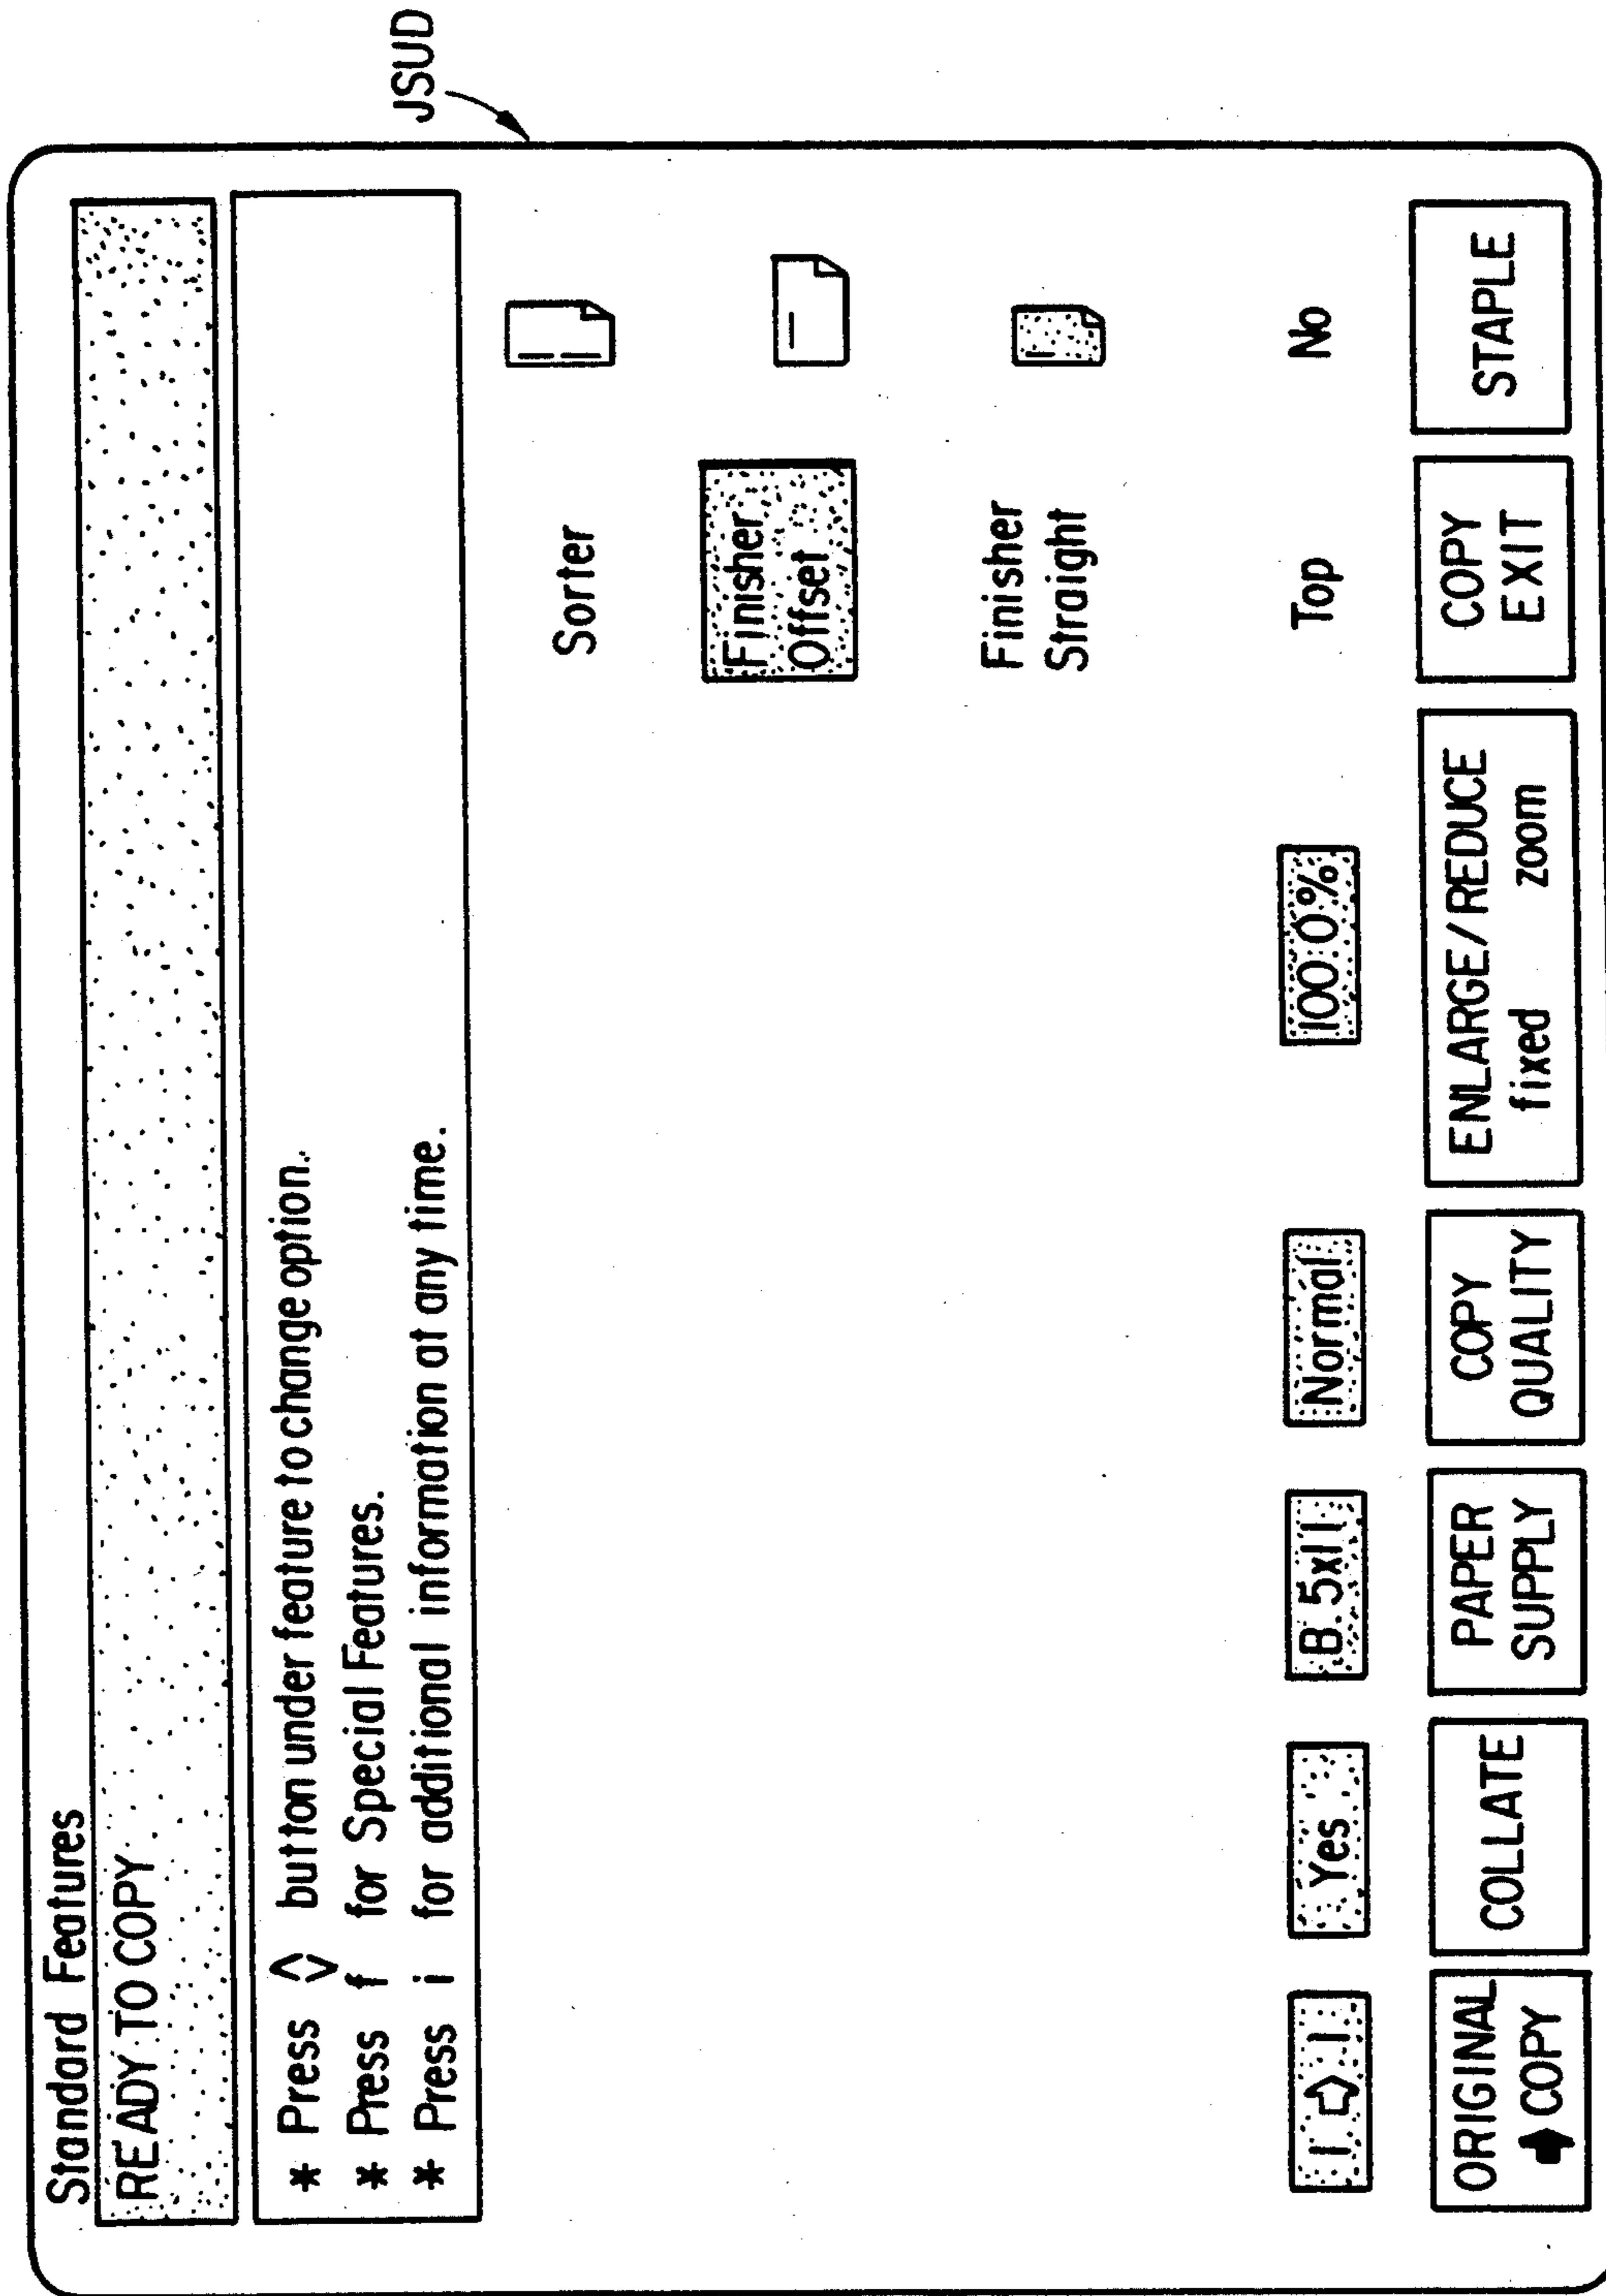 JSUD
Standard Features
READY TO COPY
* Press ◊ button under feature to change option.
* Press f for Special Features.
* Press i for additional information at any time.
Sorter
Finisher
Offset
Finisher
Straight
1 ⇨ 1
Yes
8.5x11
Normal
100.0%
Top
No
ORIGINAL
➡ COPY
COLLATE
PAPER
SUPPLY
COPY
QUALITY
ENLARGE/REDUCE
fixed zoom
COPY
EXIT
STAPLE